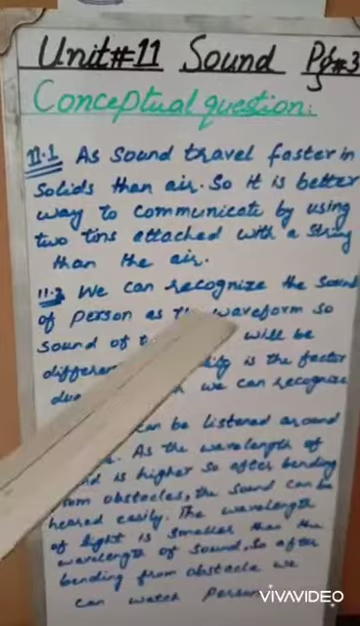 Unit#11 Sound Pg#3
Conceptual question:
11.1 As Sound travel faster in
Solids than air. So it is better
way to communicate by using
two tins attached with a string
than the air.
11.2 We can recognize the sound
of person as the waveform so
Sound of will be
is the factor
we can recognize
can be listened around
As the wavelength of
is higher so after bending
from obstacles, the sound can be
heared easily. The wavelength
of light is smaller than the
wavelength of sound, So after
bending from obstacle we
can watch
VIVAVIDEO